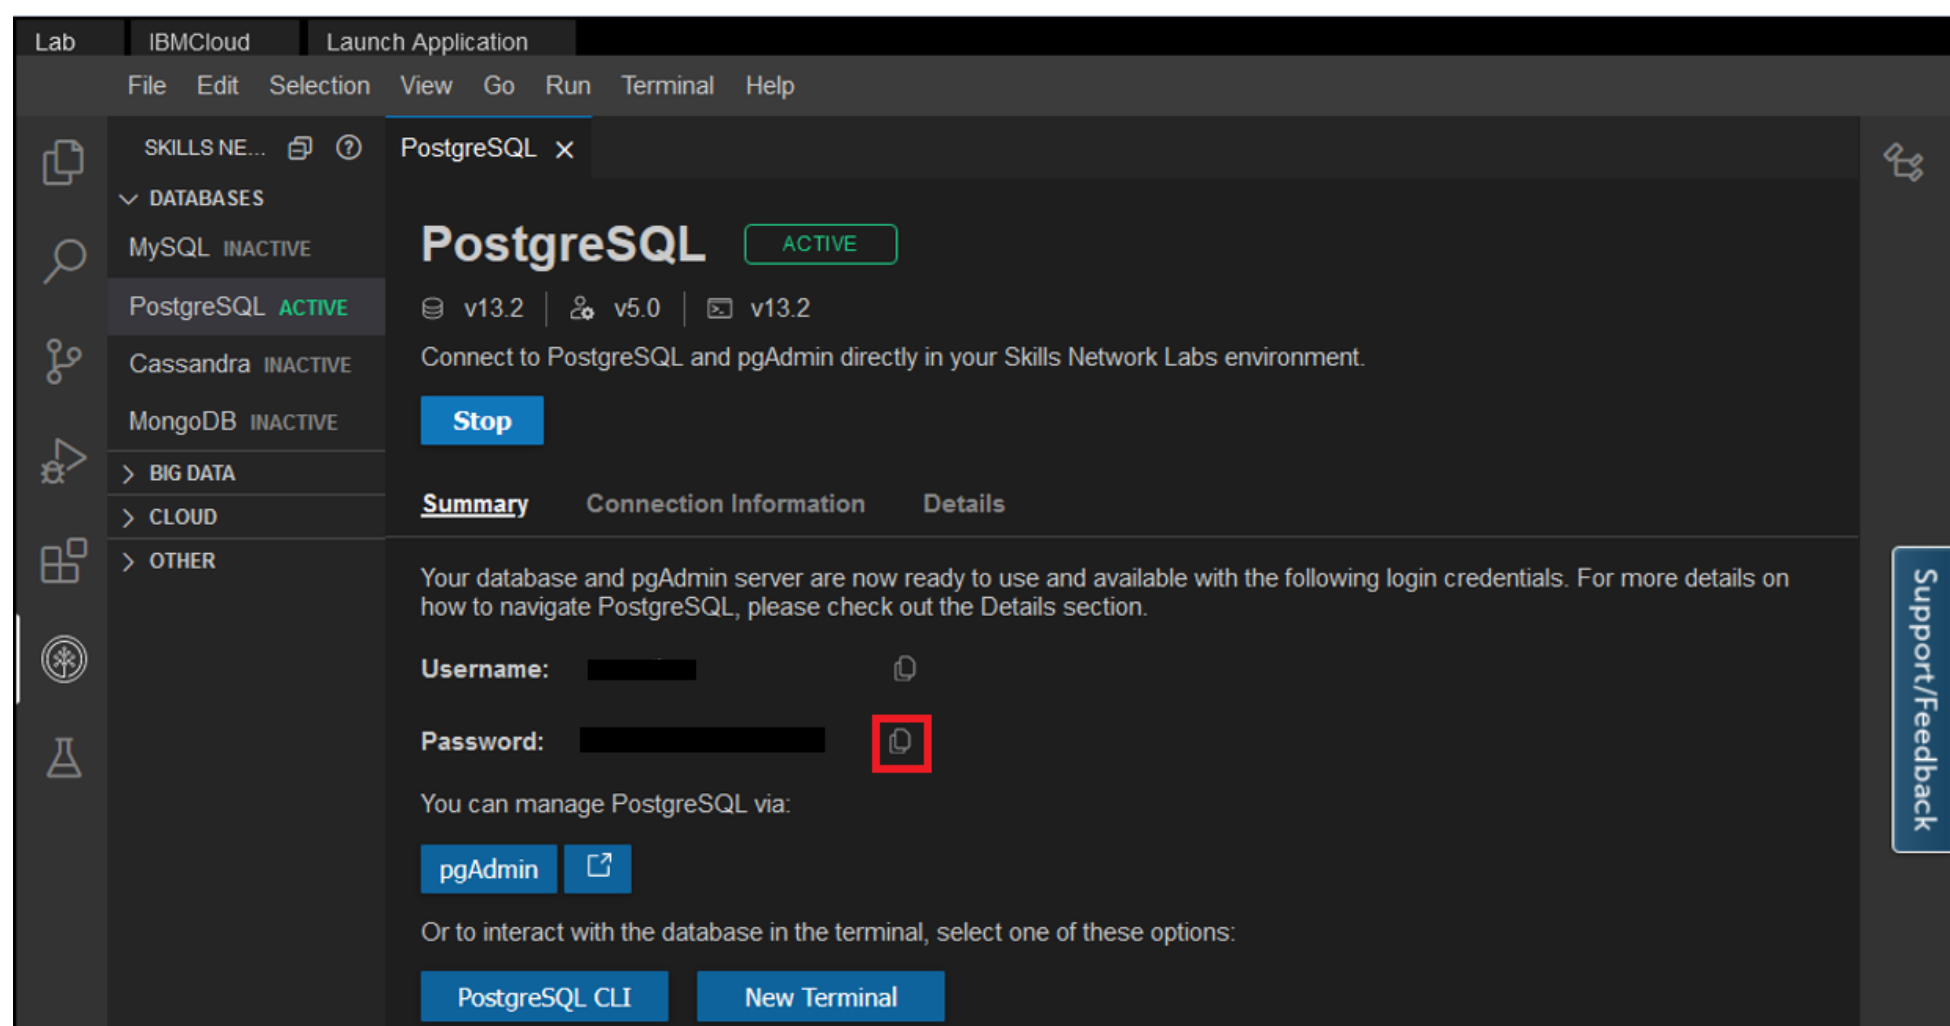 Lab IBMCloud Launch Application
File Edit Selection View Go Run Terminal Help
SKILLS NE...
PostgreSQL
DATABASES
MySQL INACTIVE
PostgreSQL ACTIVE
Cassandra INACTIVE
MongoDB INACTIVE
BIG DATA
CLOUD
OTHER
PostgreSQL ACTIVE
v13.2 v5.0 v13.2
Connect to PostgreSQL and pgAdmin directly in your Skills Network Labs environment.
Stop
Summary Connection Information Details
Your database and pgAdmin server are now ready to use and available with the following login credentials. For more details on
how to navigate PostgreSQL, please check out the Details section.
Username:
Password:
You can manage PostgreSQL via:
pgAdmin
Or to interact with the database in the terminal, select one of these options:
PostgreSQL CLI New Terminal
Support/Feedback